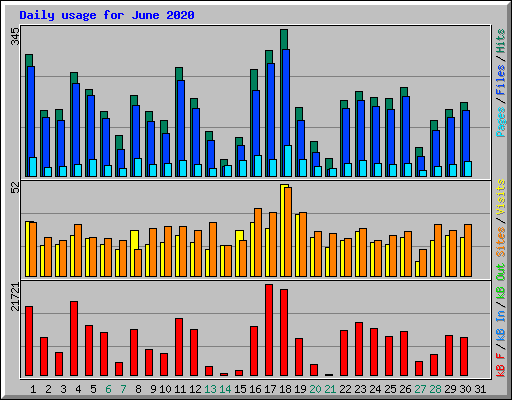 Daily usage for June 2020
345
52
21721
Pages / Files / Hits
Sites / Visits
kB F / kB In / kB Out
1 2 3 4 5 6 7 8 9 10 11 12 13 14 15 16 17 18 19 20 21 22 23 24 25 26 27 28 29 30 31